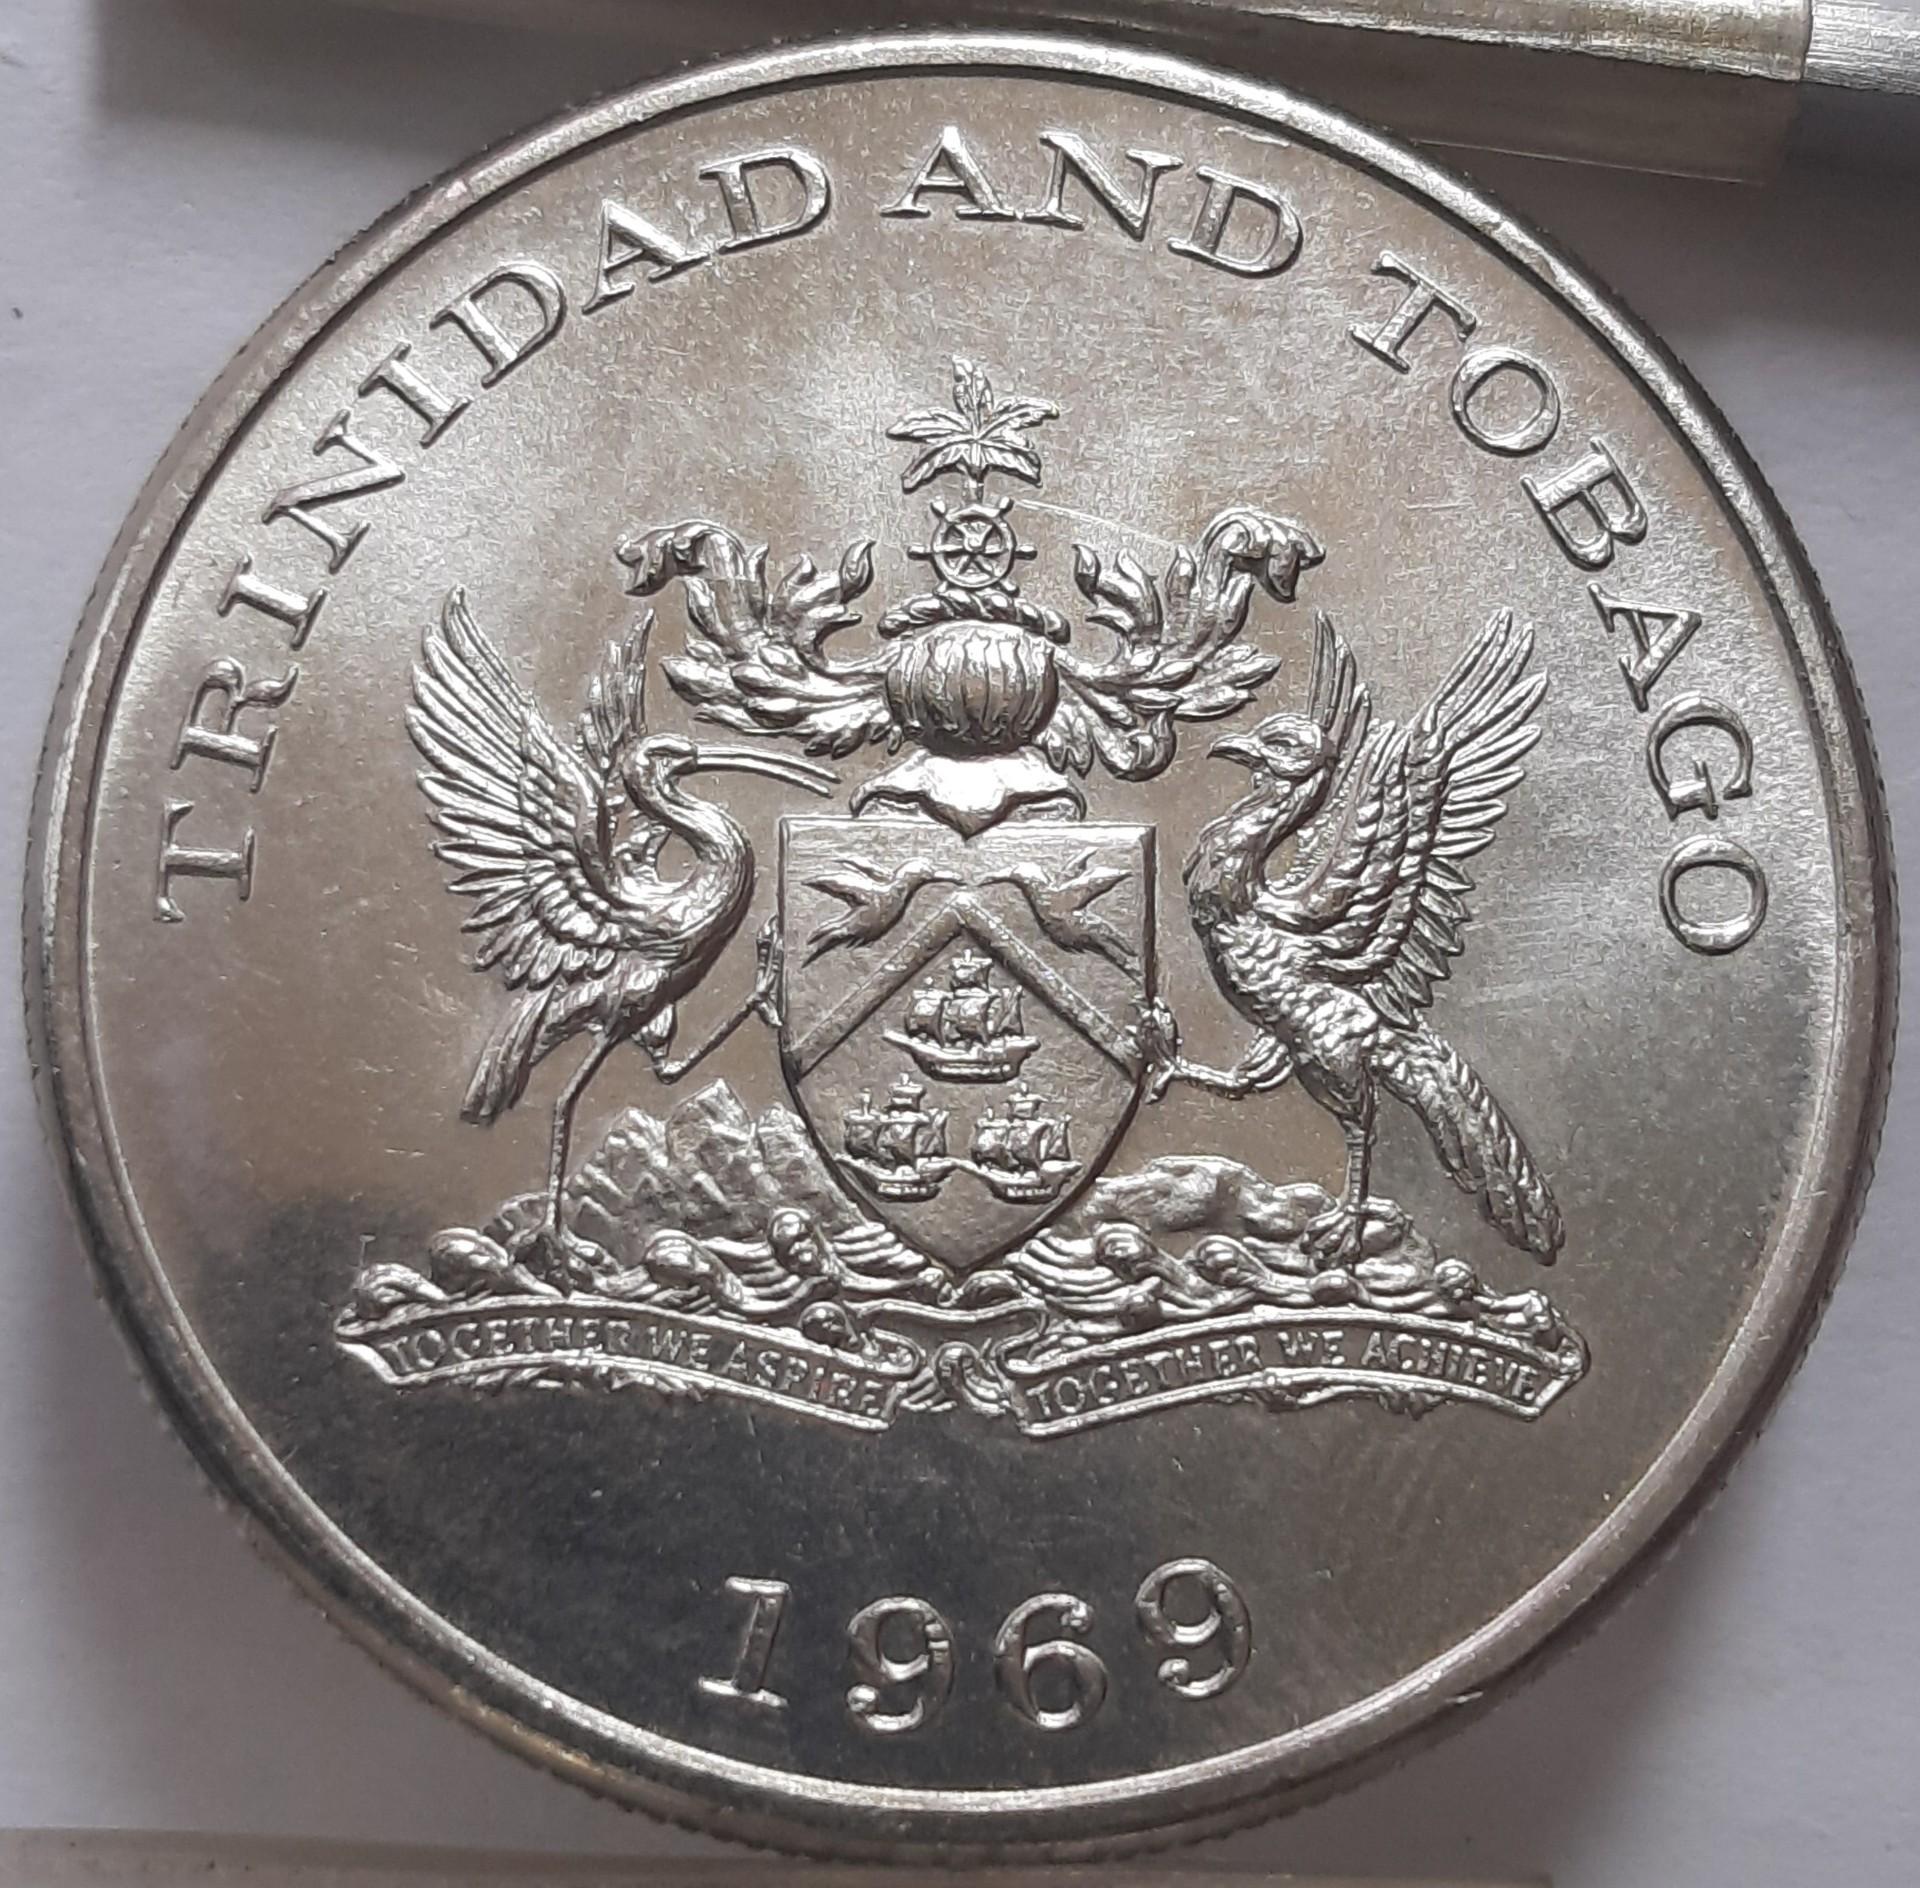 TRINIDAD AND TOBAGO
TOGETHER WE ASPIRE
TOGETHER WE ACHIEVE
1969